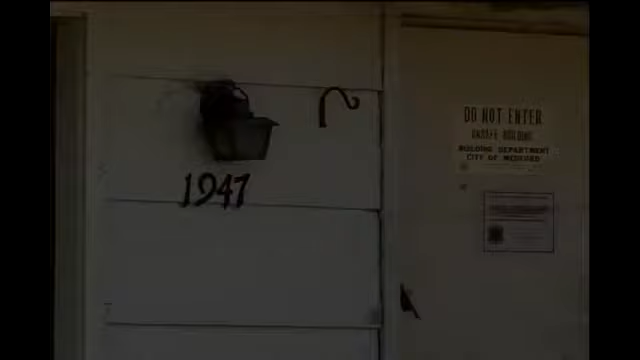 1947
DO NOT ENTER
UNSAFE BUILDING
BUILDING DEPARTMENT
CITY OF MEDFORD